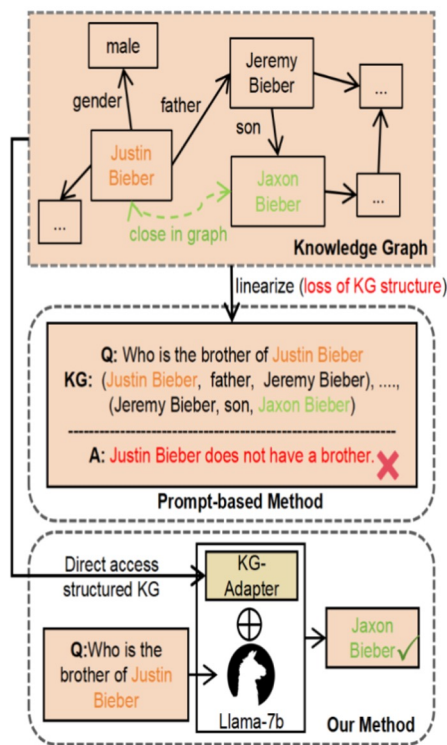 male
Jeremy
Bieber
...
gender
father
son
Justin
Bieber
Jaxon
Bieber
...
...
close in graph
Knowledge Graph
linearize (loss of KG structure)
Q: Who is the brother of Justin Bieber
KG: (Justin Bieber, father, Jeremy Bieber), ....,
(Jeremy Bieber, son, Jaxon Bieber)
A: Justin Bieber does not have a brother.
Prompt-based Method
Direct access
structured KG
KG-
Adapter
Q:Who is the
brother of Justin
Bieber
Llama-7b
Jaxon
Bieber
Our Method